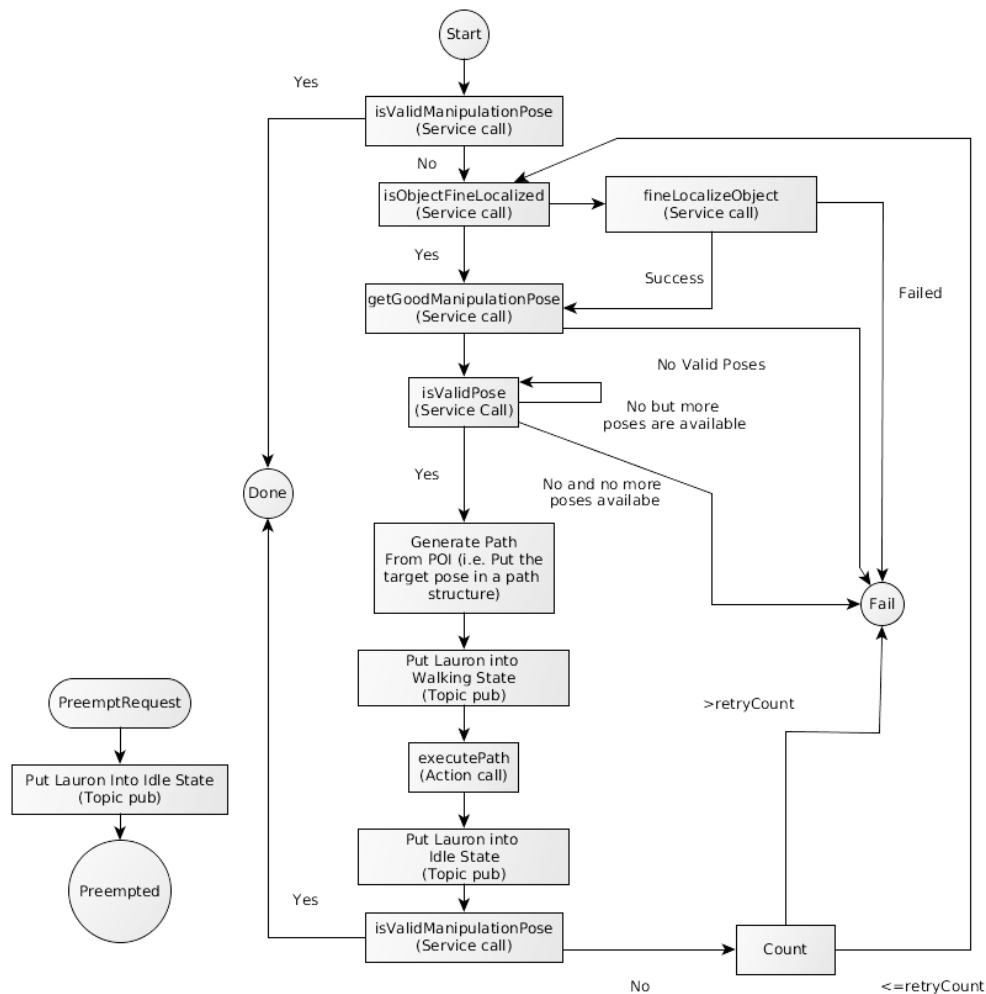 Start
Yes
isValidManipulationPose
(Service call)
No
isObjectFineLocalized
(Service call)
fineLocalizeObject
(Service call)
Yes
Success
Failed
getGoodManipulationPose
(Service call)
No Valid Poses
isValidPose
(Service Call)
No but more
poses are available
Yes
No and no more
poses availabe
Done
Generate Path
From POI (i.e. Put the
target pose in a path
structure)
Fail
Put Lauron into
Walking State
(Topic pub)
PreemptRequest
>retryCount
executePath
(Action call)
Put Lauron Into Idle State
(Topic pub)
Put Lauron into
Idle State
(Topic pub)
Preempted
Yes
isValidManipulationPose
(Service call)
Count
No
<=retryCount